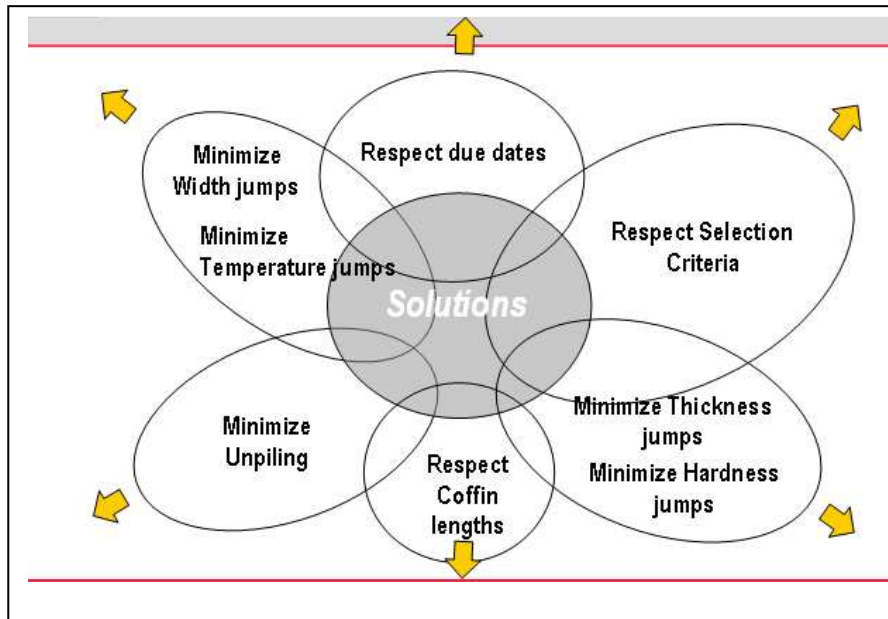 Respect due dates
Minimize
Width jumps
Minimize
Temperature jumps
Respect Selection
Criteria
Solutions
Minimize
Unpiling
Respect
Coffin
lengths
Minimize Thickness
jumps
Minimize Hardness
jumps